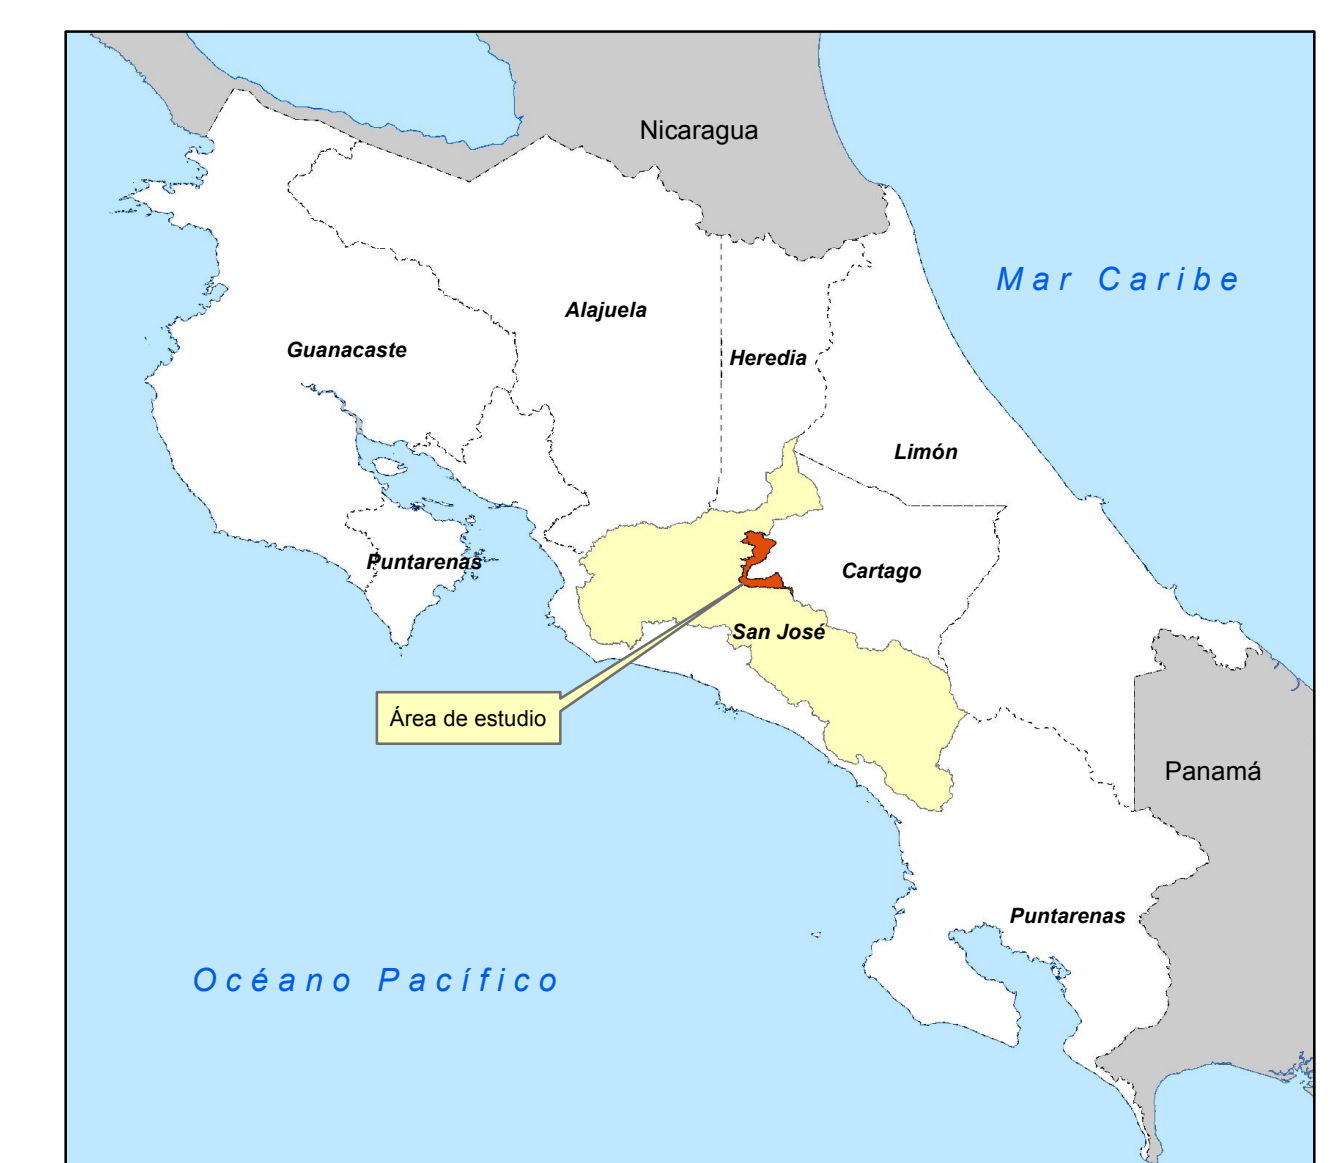 Nicaragua
Mar Caribe
Alajuela
Guanacaste
Heredia
Limón
Puntarenas
Cartago
San José
Área de estudio
Panamá
Puntarenas
Océano Pacífico